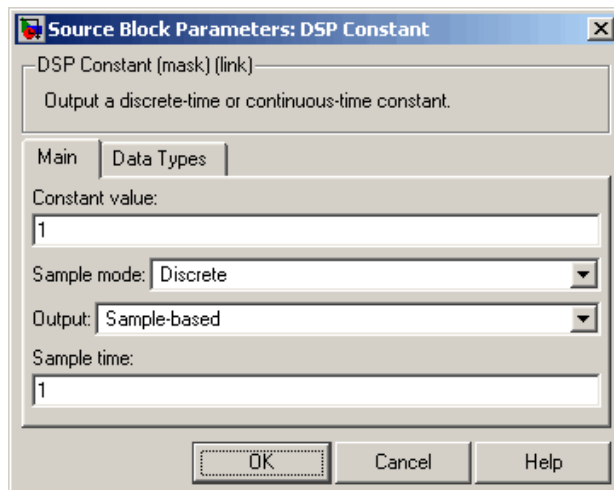 Source Block Parameters: DSP Constant
DSP Constant (mask) (link)
Output a discrete-time or continuous-time constant.
Main Data Types
Constant value:
1
Sample mode: Discrete
Output: Sample-based
Sample time:
1
OK Cancel Help